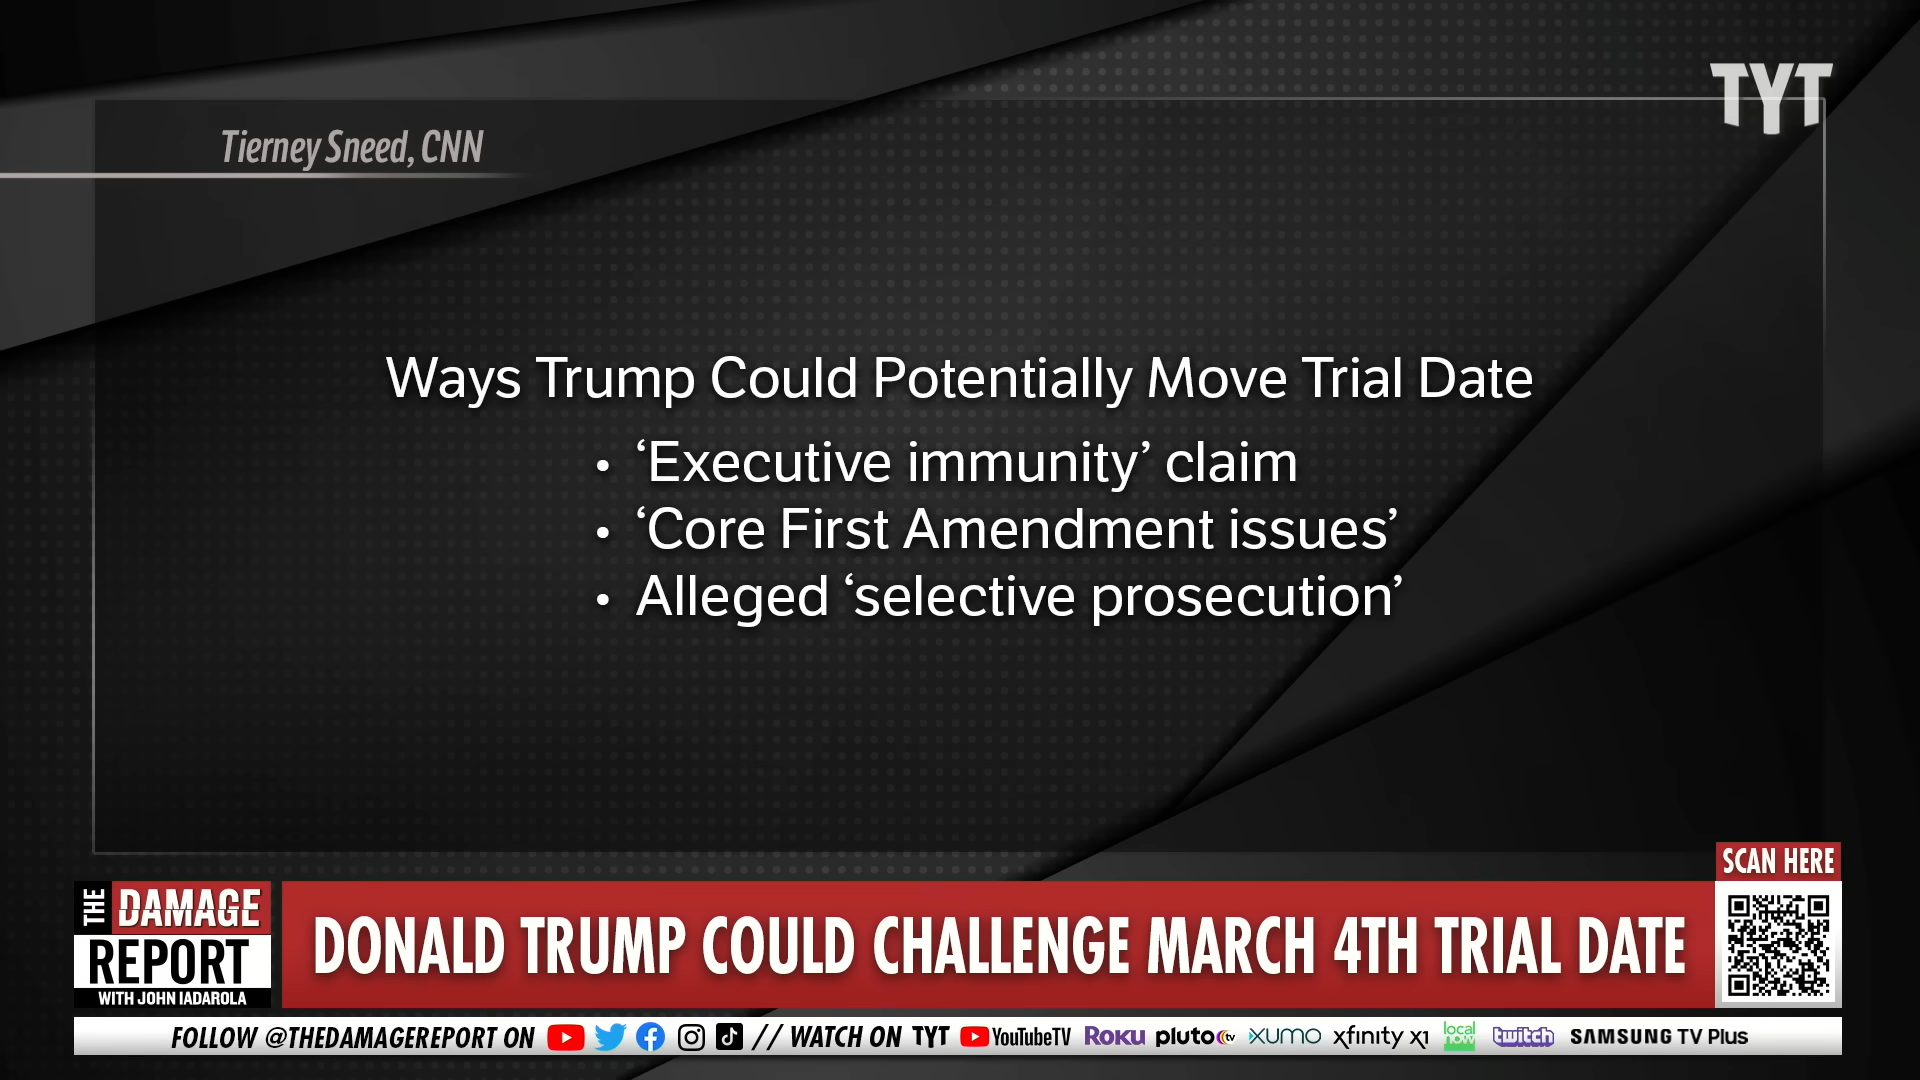 TYT
Tierney Sneed, CNN
Ways Trump Could Potentially Move Trial Date
• ‘Executive immunity’ claim
• ‘Core First Amendment issues’
• Alleged ‘selective prosecution’
SCAN HERE
THE DAMAGE
REPORT
WITH JOHN IADAROLA
DONALD TRUMP COULD CHALLENGE MARCH 4TH TRIAL DATE
FOLLOW @THEDAMAGEREPORT ON // WATCH ON TYT YouTubeTV ROKU pluto tv XUMO xfinity x1 local now twitch SAMSUNG TV Plus